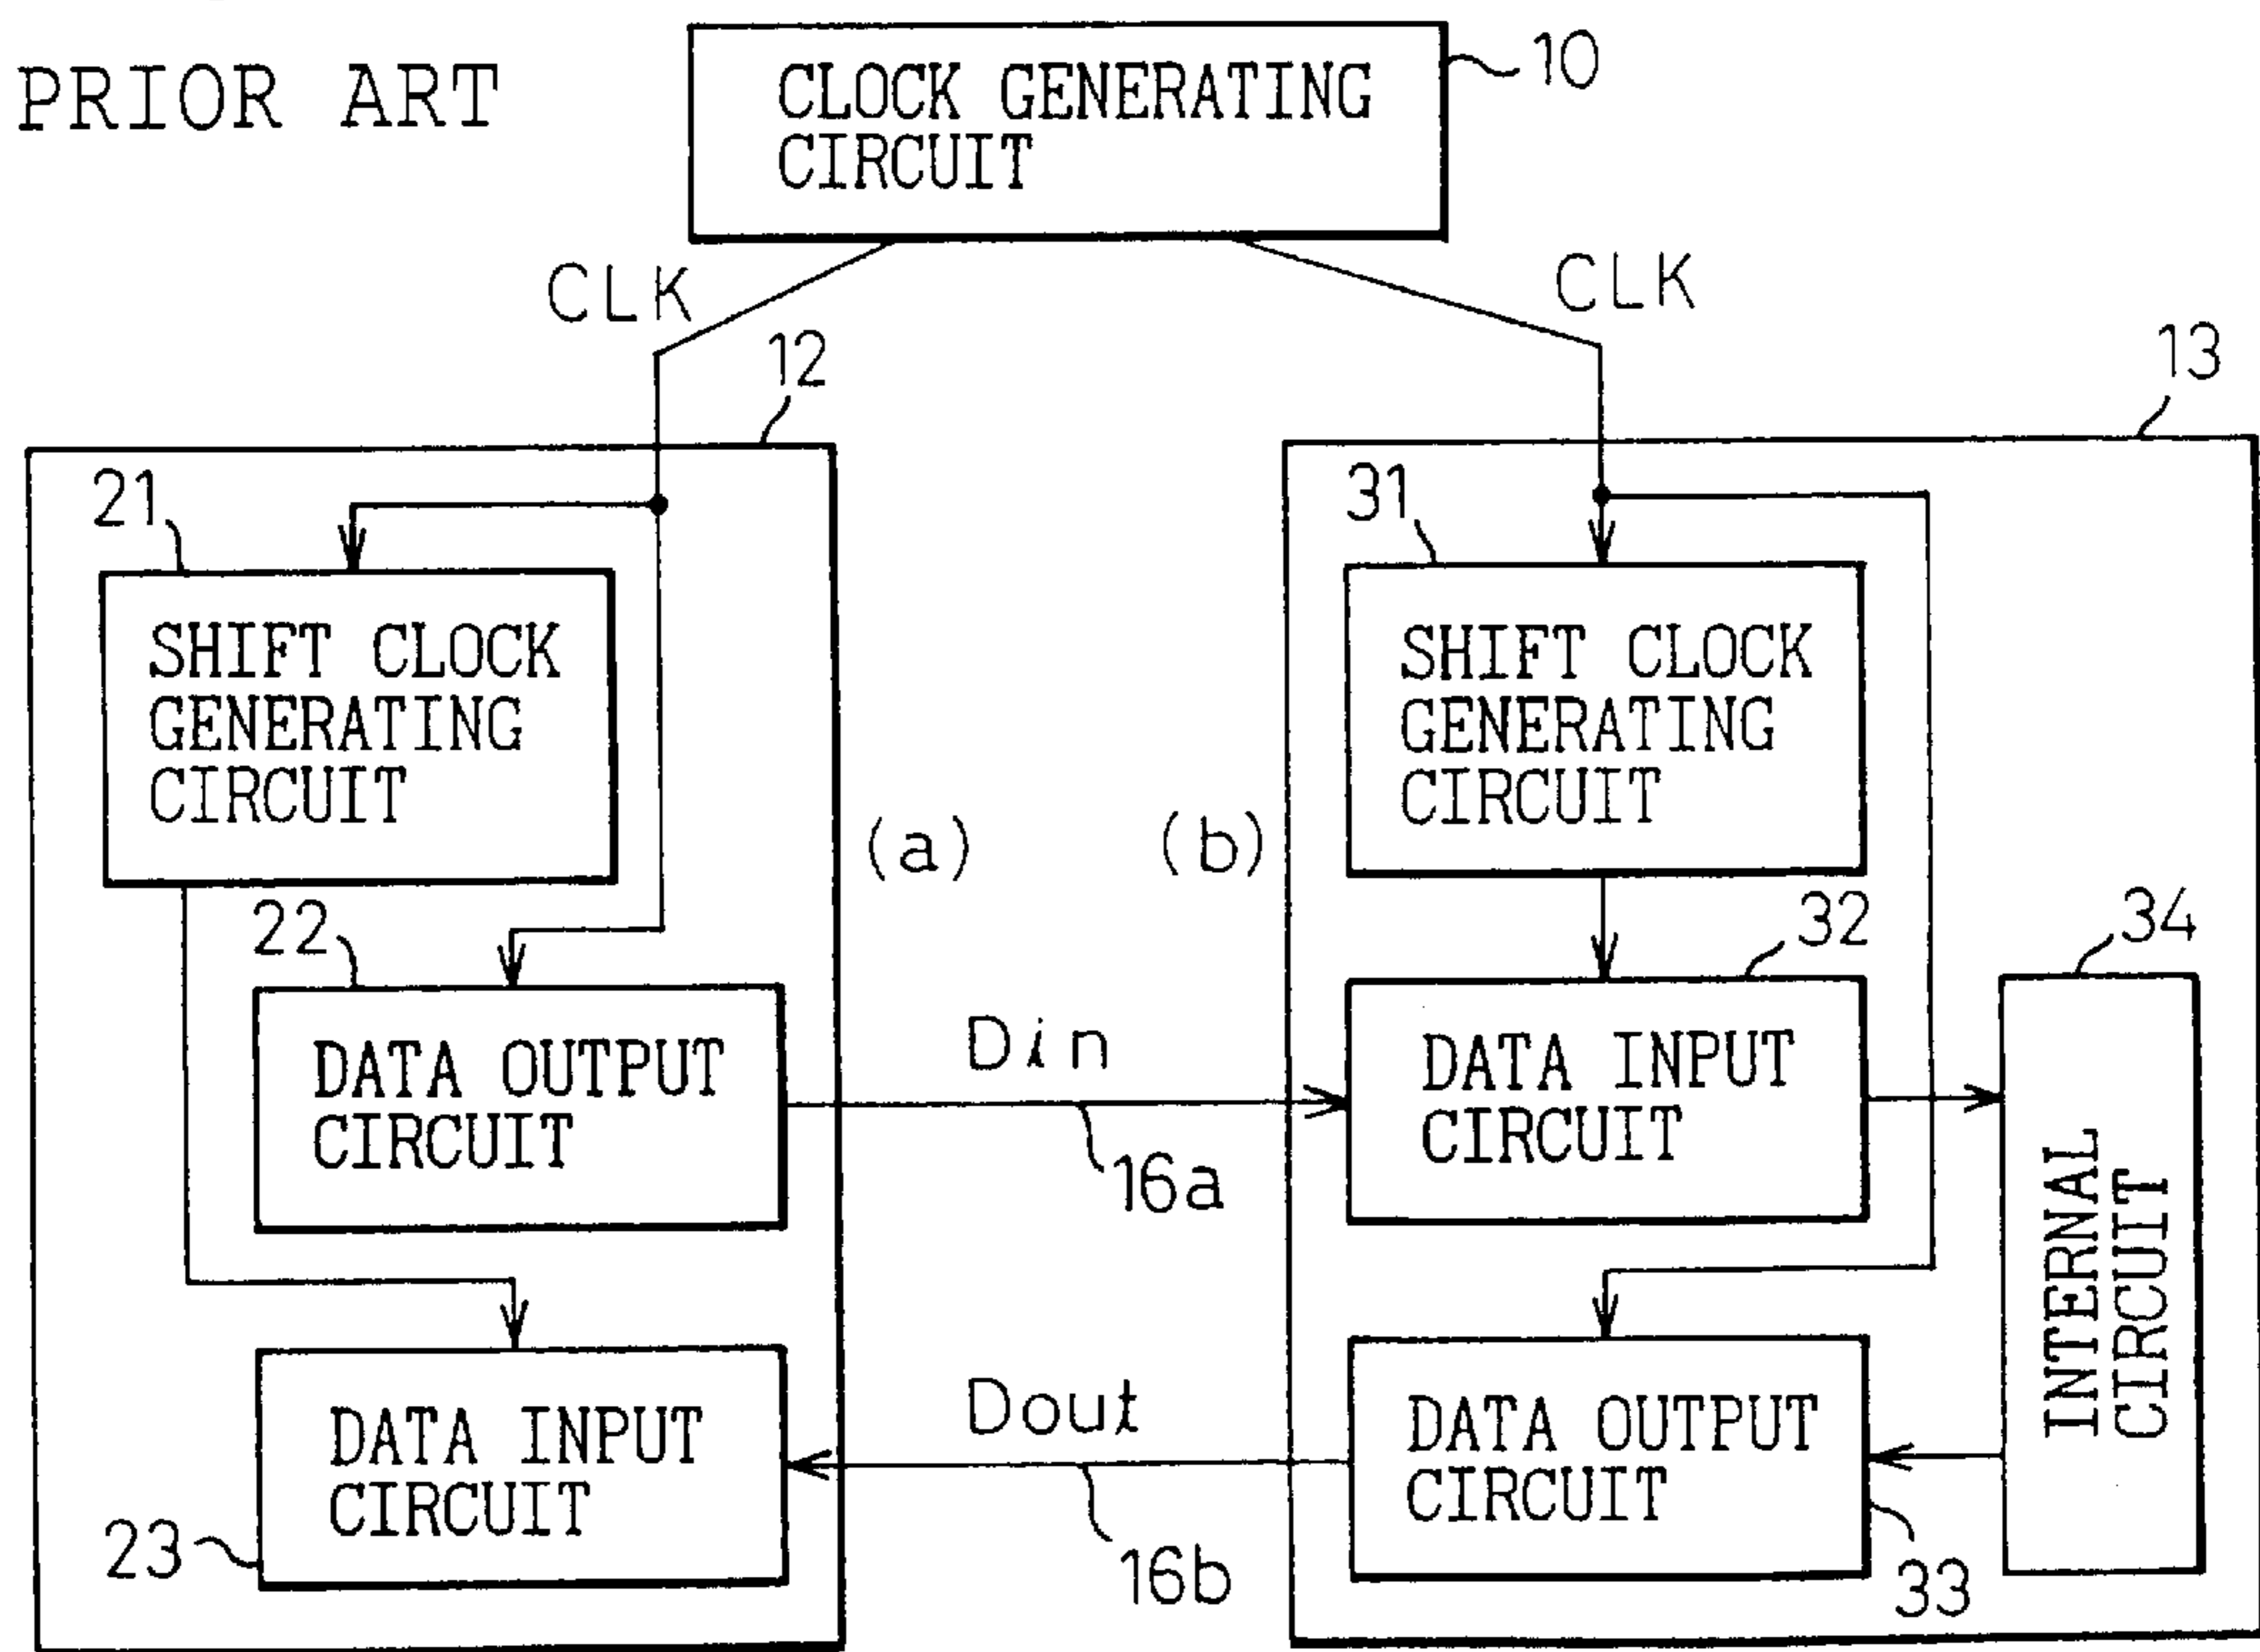 PRIOR ART
CLOCK GENERATING
CIRCUIT
10
CLK
CLK
12
13
21
31
SHIFT CLOCK
GENERATING
CIRCUIT
SHIFT CLOCK
GENERATING
CIRCUIT
(a)
(b)
22
32
34
DATA OUTPUT
CIRCUIT
Din
16a
DATA INPUT
CIRCUIT
INTERNAL
CIRCUIT
DATA INPUT
CIRCUIT
23
Dout
16b
DATA OUTPUT
CIRCUIT
33